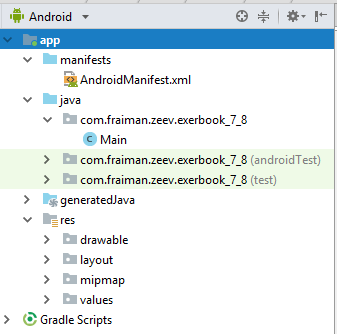 Android
app
manifests
AndroidManifest.xml
java
com.fraiman.zeev.exerbook_7_8
Main
com.fraiman.zeev.exerbook_7_8 (androidTest)
com.fraiman.zeev.exerbook_7_8 (test)
generatedJava
res
drawable
layout
mipmap
values
Gradle Scripts